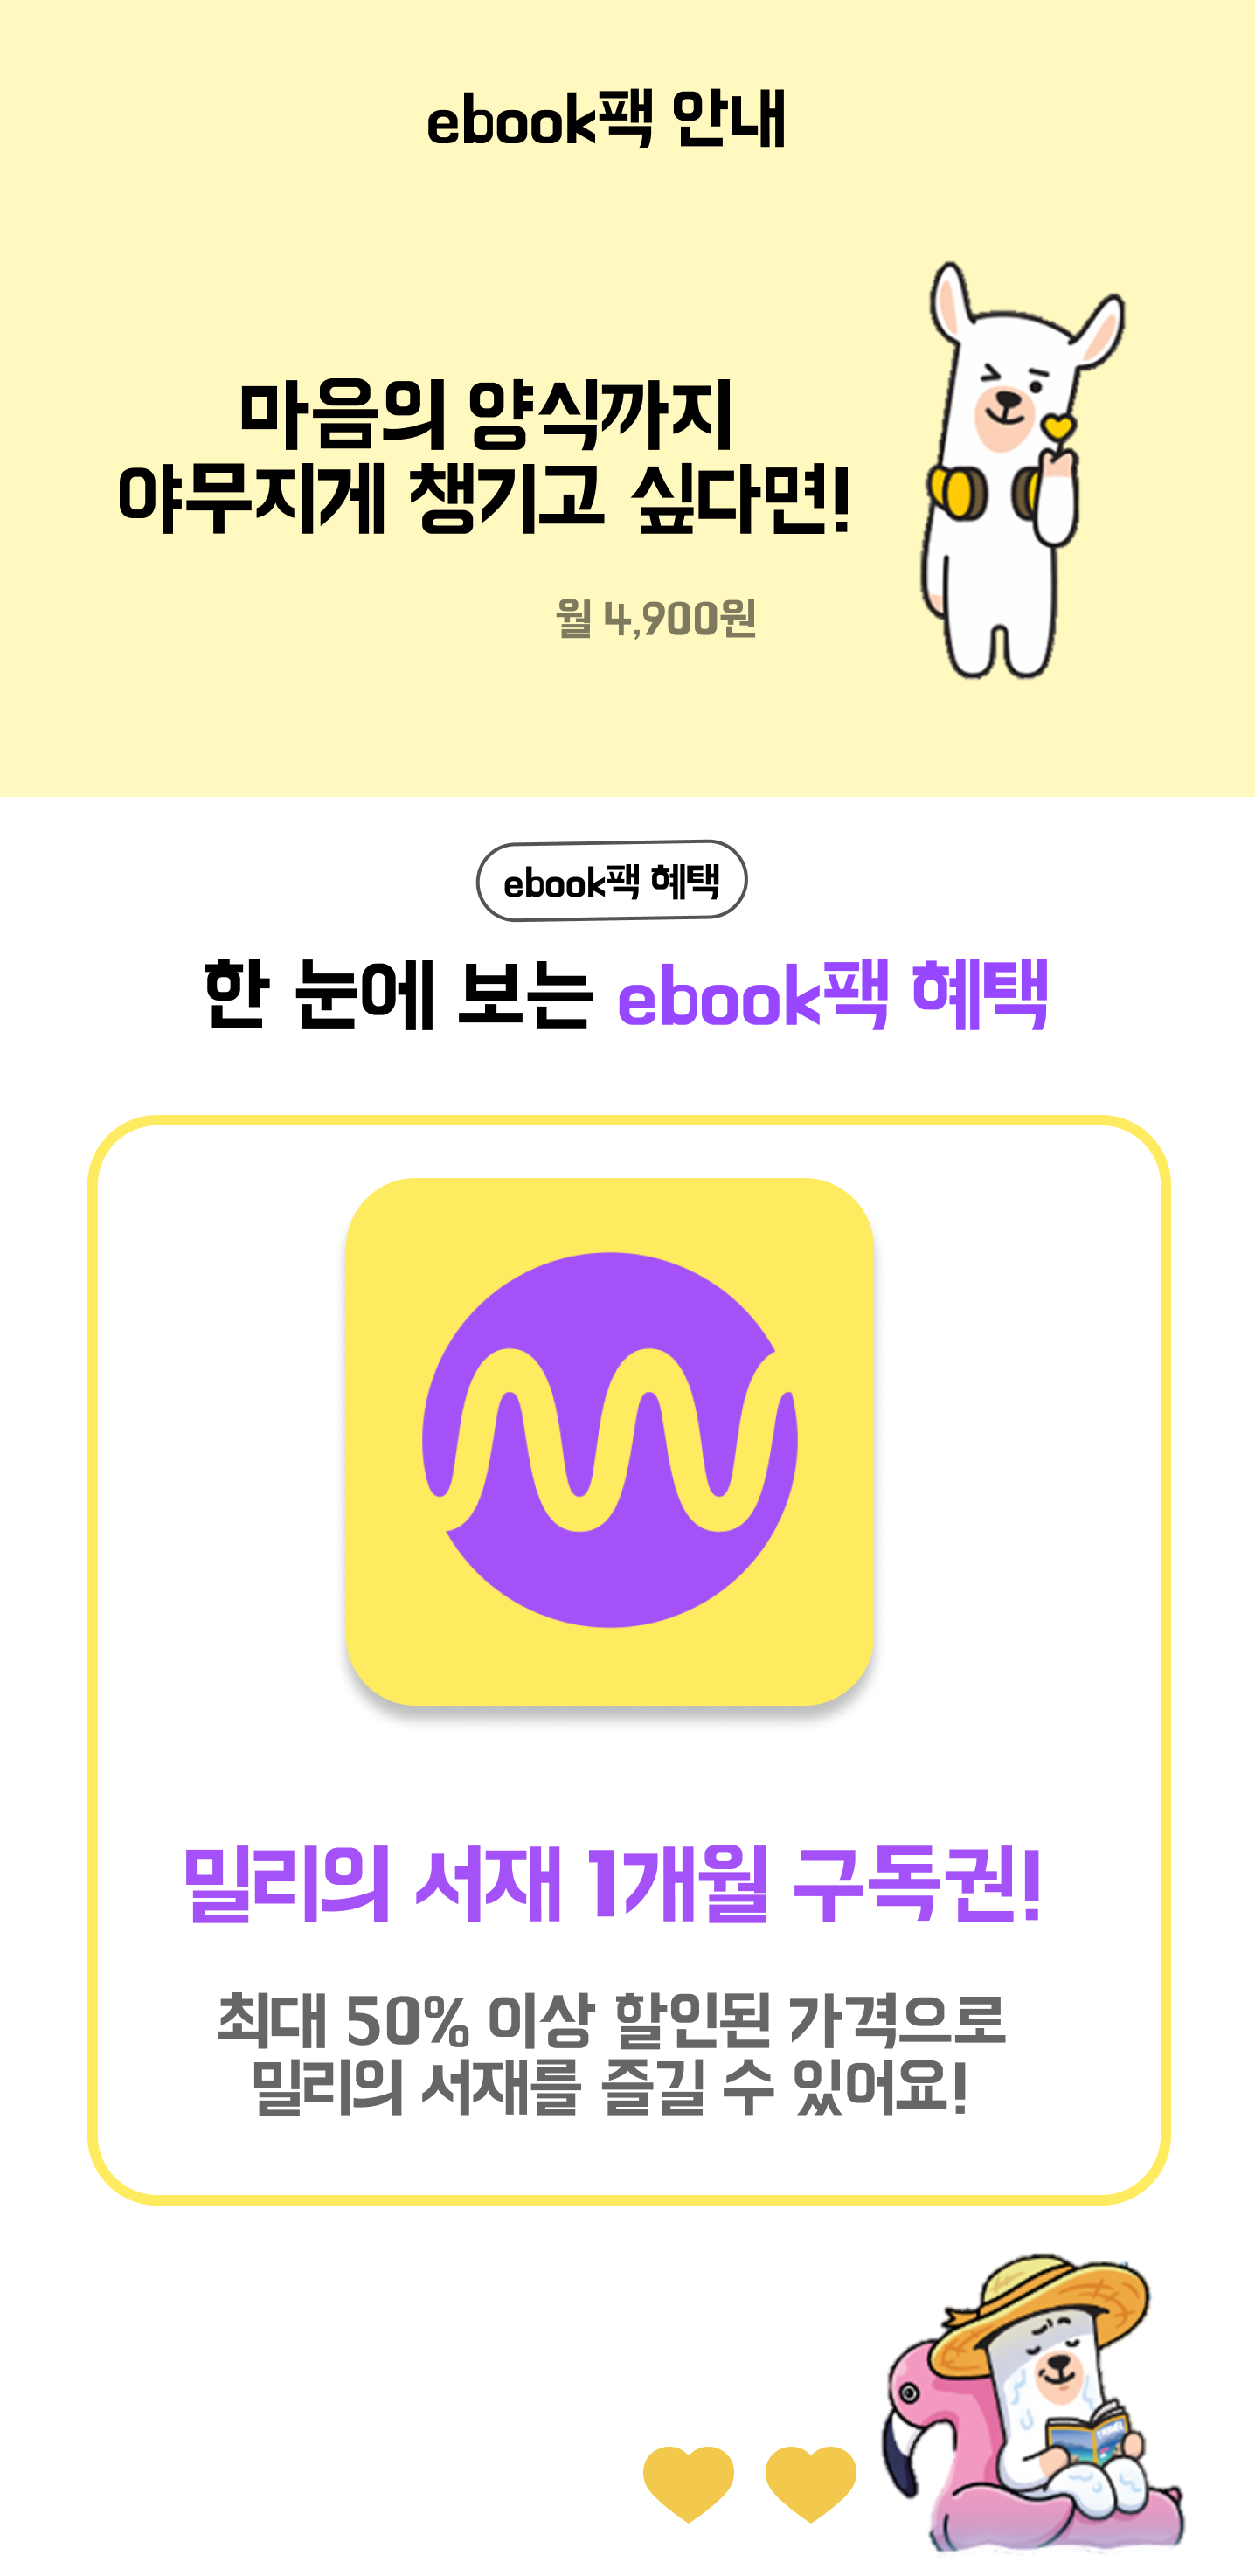 ebook팩 안내
마음의 양식까지
야무지게 챙기고 싶다면!
월 4,900원
ebook팩 혜택
한 눈에 보는 ebook팩 혜택
밀리의 서재 1개월 구독권!
최대 50% 이상 할인된 가격으로
밀리의 서재를 즐길 수 있어요!